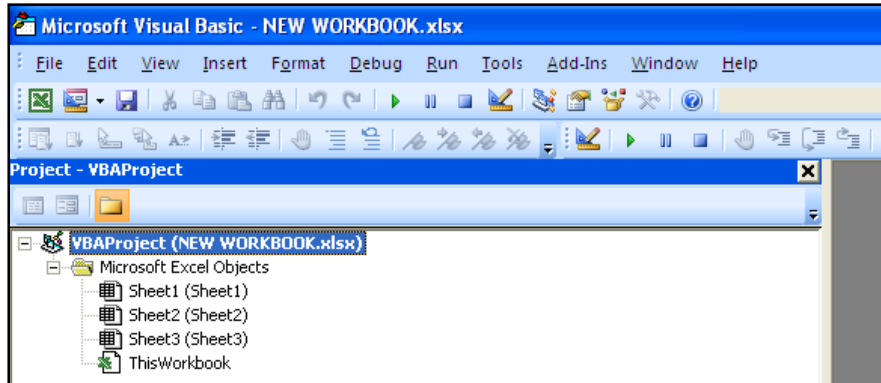 Microsoft Visual Basic - NEW WORKBOOK.xlsx
File Edit View Insert Format Debug Run Tools Add-Ins Window Help
Project - VBAProject
VBAProject (NEW WORKBOOK.xlsx)
Microsoft Excel Objects
Sheet1 (Sheet1)
Sheet2 (Sheet2)
Sheet3 (Sheet3)
ThisWorkbook